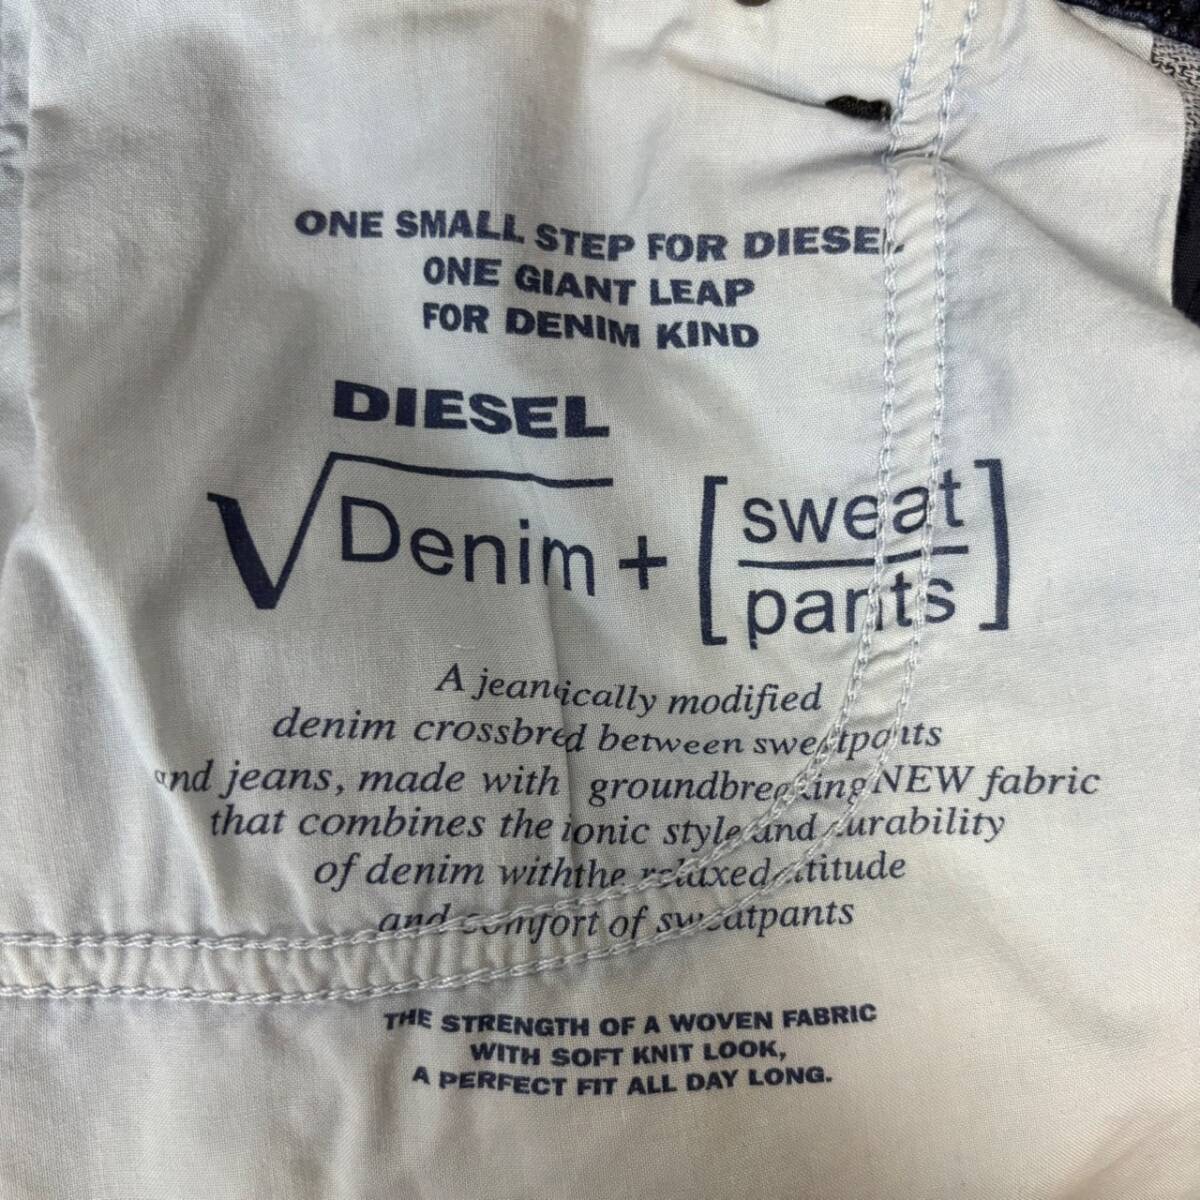 ONE SMALL STEP FOR DIESEL.
ONE GIANT LEAP
FOR DENIM KIND
DIESEL
√Denim + [sweat
pants]
A jeanically modified
denim crossbred between sweatpants
and jeans, made with groundbreaking NEW fabric
that combines the ionic style and durability
of denim withthe relaxed attitude
and comfort of sweatpants
THE STRENGTH OF A WOVEN FABRIC
WITH SOFT KNIT LOOK,
A PERFECT FIT ALL DAY LONG.